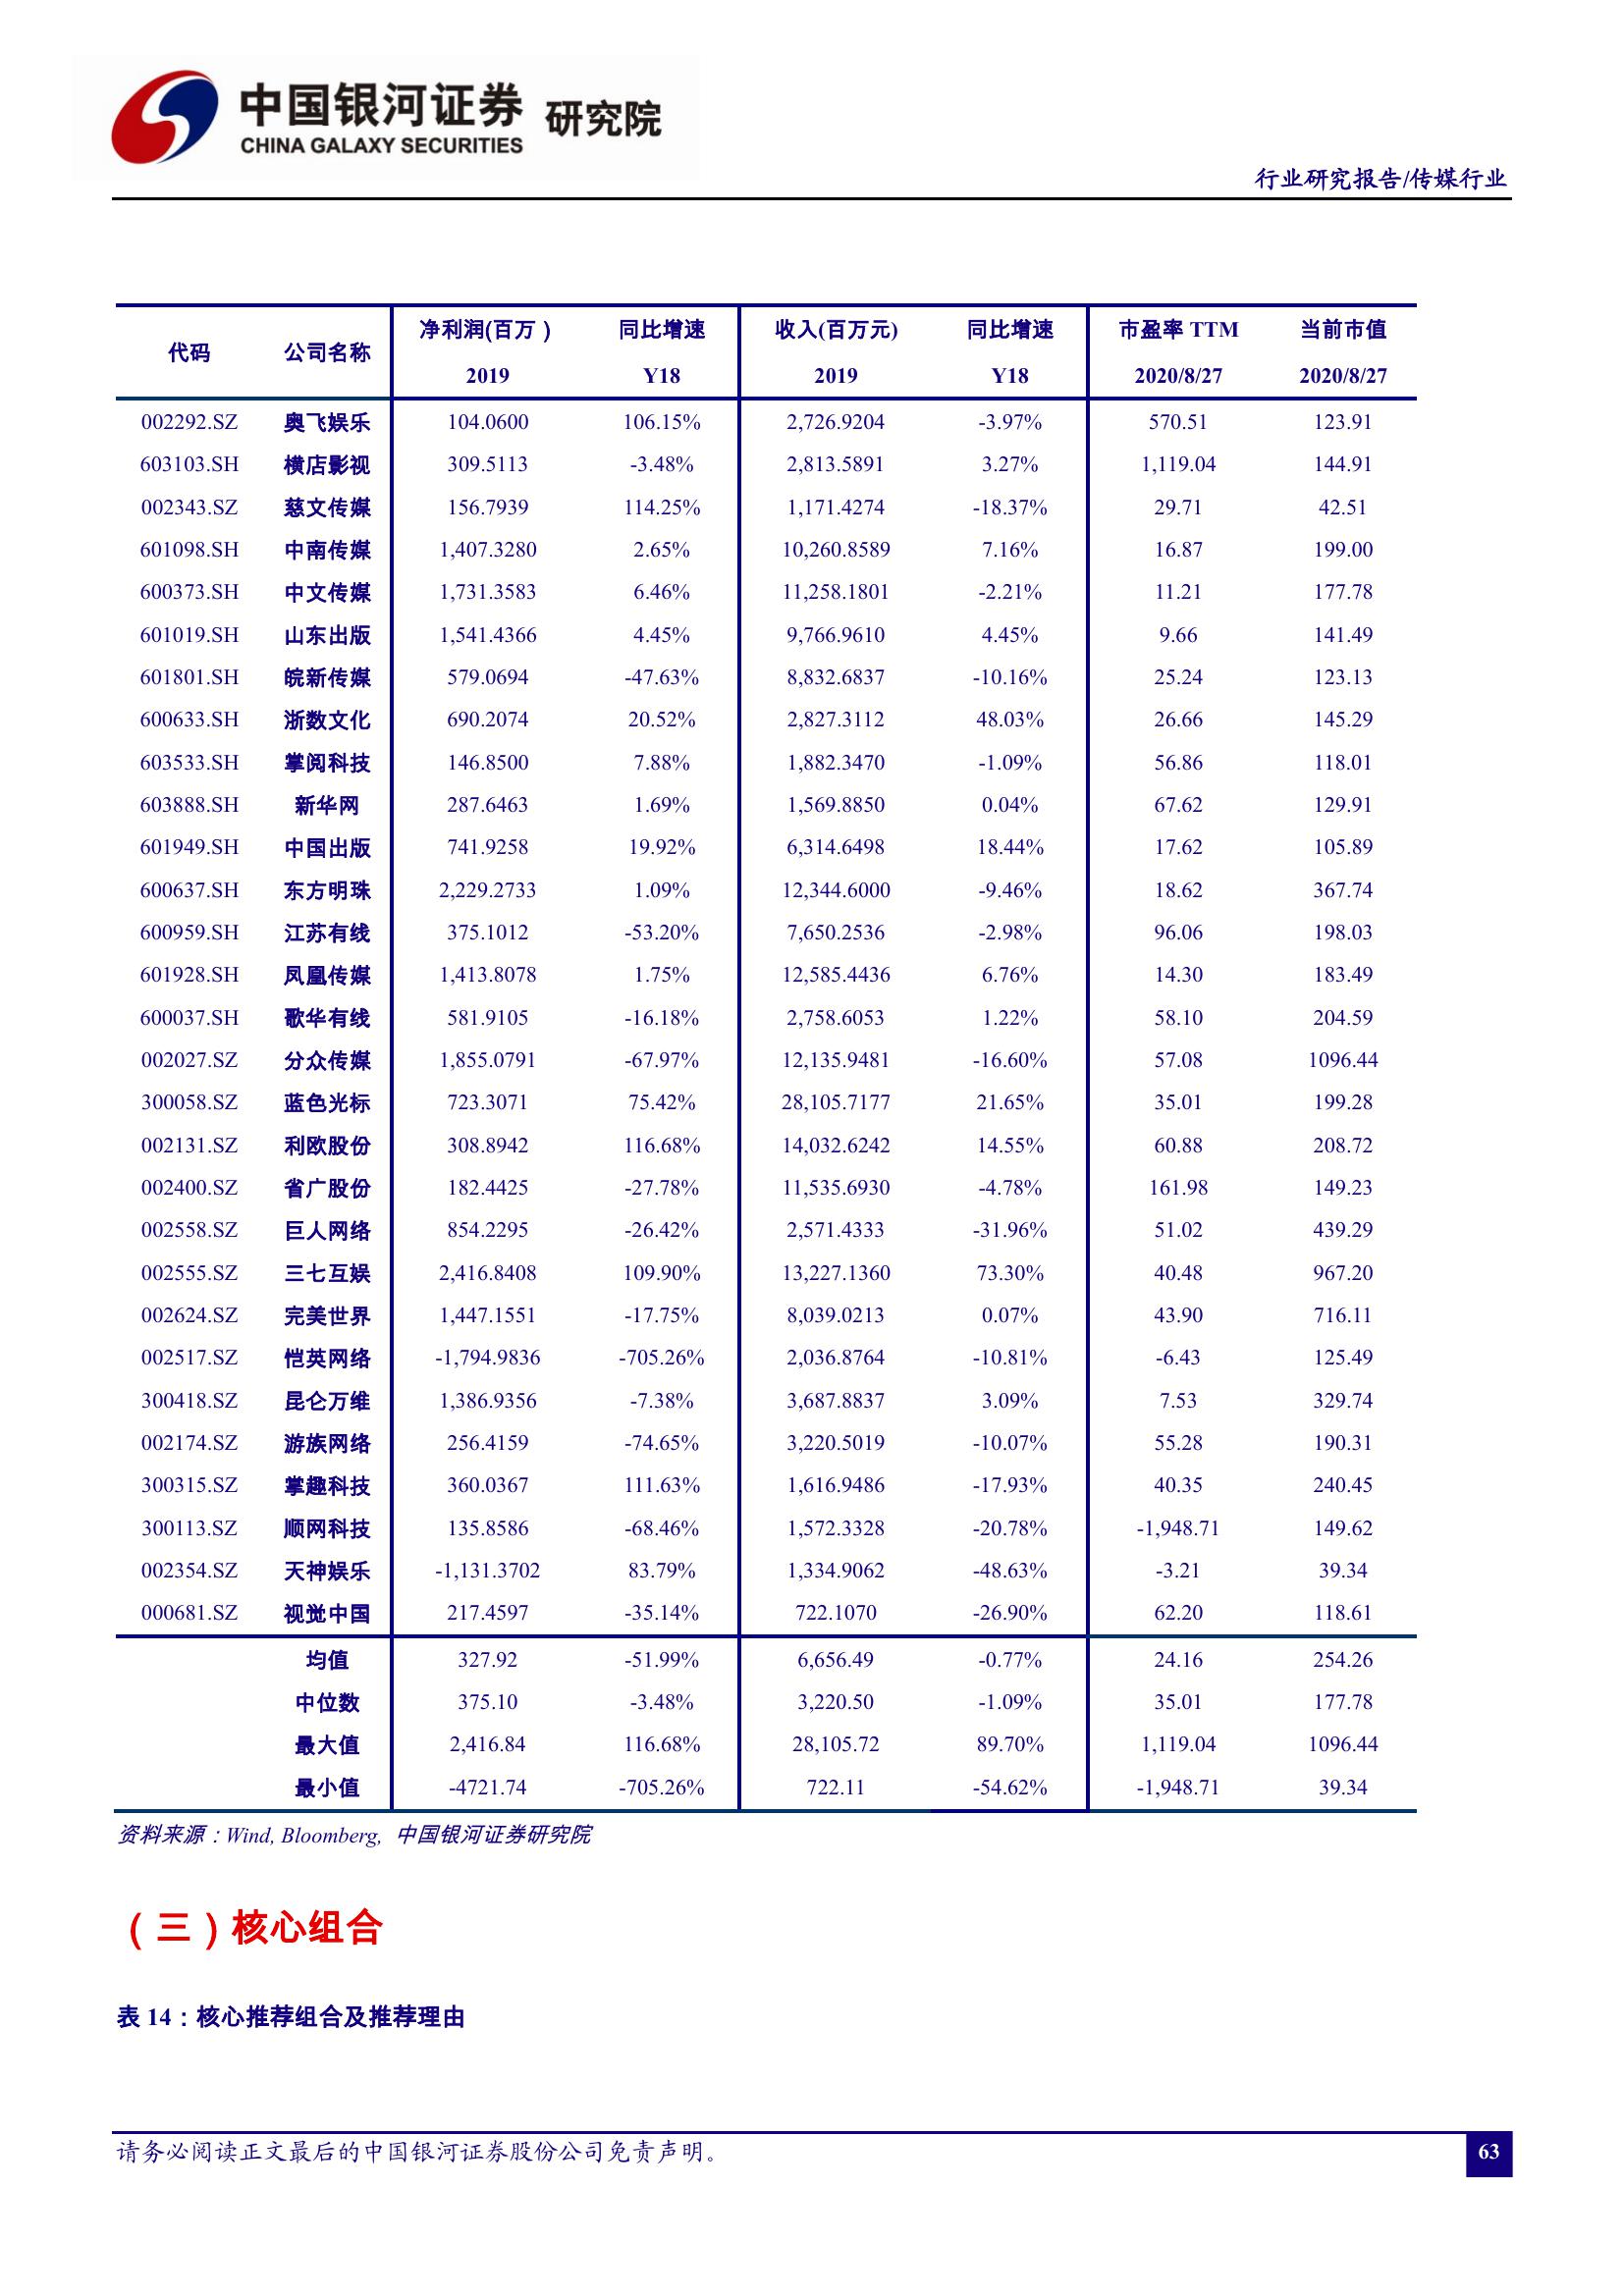 中国银河证券 研究院
CHINA GALAXY SECURITIES
行业研究报告/传媒行业
代码 公司名称 净利润(百万) 同比增速 收入(百万元) 同比增速 市盈率 TTM 当前市值
2019 Y18 2019 Y18 2020/8/27 2020/8/27
002292.SZ 奥飞娱乐 104.0600 106.15% 2,726.9204 -3.97% 570.51 123.91
603103.SH 横店影视 309.5113 -3.48% 2,813.5891 3.27% 1,119.04 144.91
002343.SZ 慈文传媒 156.7939 114.25% 1,171.4274 -18.37% 29.71 42.51
601098.SH 中南传媒 1,407.3280 2.65% 10,260.8589 7.16% 16.87 199.00
600373.SH 中文传媒 1,731.3583 6.46% 11,258.1801 -2.21% 11.21 177.78
601019.SH 山东出版 1,541.4366 4.45% 9,766.9610 4.45% 9.66 141.49
601801.SH 皖新传媒 579.0694 -47.63% 8,832.6837 -10.16% 25.24 123.13
600633.SH 浙数文化 690.2074 20.52% 2,827.3112 48.03% 26.66 145.29
603533.SH 掌阅科技 146.8500 7.88% 1,882.3470 -1.09% 56.86 118.01
603888.SH 新华网 287.6463 1.69% 1,569.8850 0.04% 67.62 129.91
601949.SH 中国出版 741.9258 19.92% 6,314.6498 18.44% 17.62 105.89
600637.SH 东方明珠 2,229.2733 1.09% 12,344.6000 -9.46% 18.62 367.74
600959.SH 江苏有线 375.1012 -53.20% 7,650.2536 -2.98% 96.06 198.03
601928.SH 凤凰传媒 1,413.8078 1.75% 12,585.4436 6.76% 14.30 183.49
600037.SH 歌华有线 581.9105 -16.18% 2,758.6053 1.22% 58.10 204.59
002027.SZ 分众传媒 1,855.0791 -67.97% 12,135.9481 -16.60% 57.08 1096.44
300058.SZ 蓝色光标 723.3071 75.42% 28,105.7177 21.65% 35.01 199.28
002131.SZ 利欧股份 308.8942 116.68% 14,032.6242 14.55% 60.88 208.72
002400.SZ 省广股份 182.4425 -27.78% 11,535.6930 -4.78% 161.98 149.23
002558.SZ 巨人网络 854.2295 -26.42% 2,571.4333 -31.96% 51.02 439.29
002555.SZ 三七互娱 2,416.8408 109.90% 13,227.1360 73.30% 40.48 967.20
002624.SZ 完美世界 1,447.1551 -17.75% 8,039.0213 0.07% 43.90 716.11
002517.SZ 恺英网络 -1,794.9836 -705.26% 2,036.8764 -10.81% -6.43 125.49
300418.SZ 昆仑万维 1,386.9356 -7.38% 3,687.8837 3.09% 7.53 329.74
002174.SZ 游族网络 256.4159 -74.65% 3,220.5019 -10.07% 55.28 190.31
300315.SZ 掌趣科技 360.0367 111.63% 1,616.9486 -17.93% 40.35 240.45
300113.SZ 顺网科技 135.8586 -68.46% 1,572.3328 -20.78% -1,948.71 149.62
002354.SZ 天神娱乐 -1,131.3702 83.79% 1,334.9062 -48.63% -3.21 39.34
000681.SZ 视觉中国 217.4597 -35.14% 722.1070 -26.90% 62.20 118.61
均值 327.92 -51.99% 6,656.49 -0.77% 24.16 254.26
中位数 375.10 -3.48% 3,220.50 -1.09% 35.01 177.78
最大值 2,416.84 116.68% 28,105.72 89.70% 1,119.04 1096.44
最小值 -4721.74 -705.26% 722.11 -54.62% -1,948.71 39.34
资料来源：Wind, Bloomberg, 中国银河证券研究院
（三）核心组合
表 14：核心推荐组合及推荐理由
请务必阅读正文最后的中国银河证券股份公司免责声明。
63